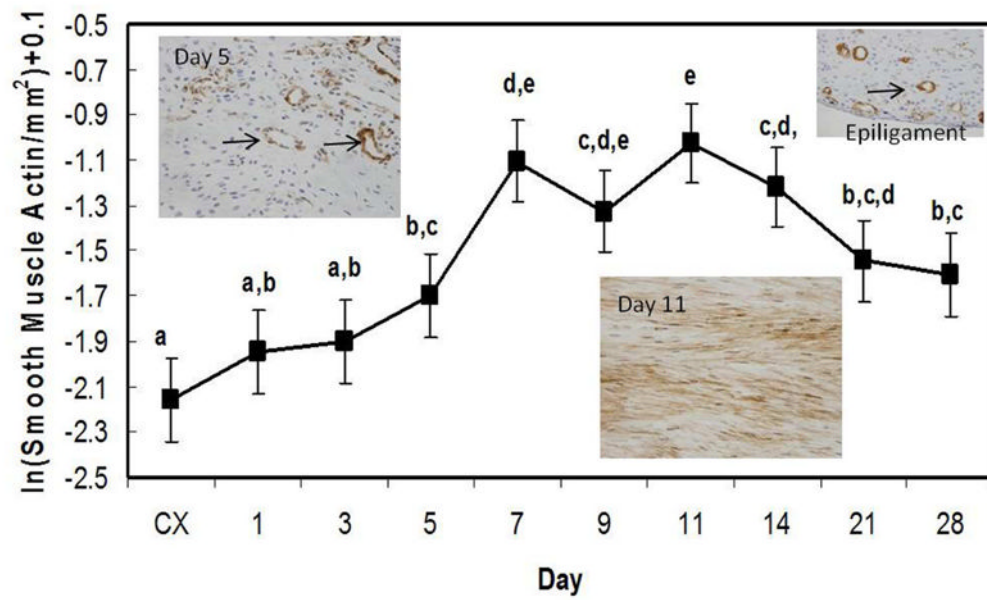 ln(Smooth Muscle Actin/mm²)+0.1
-0.5
-0.7
-0.9
-1.1
-1.3
-1.5
-1.7
-1.9
-2.1
-2.3
-2.5
Day 5
Epiligament
Day 11
a
a,b
a,b
b,c
d,e
c,d,e
e
c,d,
b,c,d
b,c
CX 1 3 5 7 9 11 14 21 28
Day